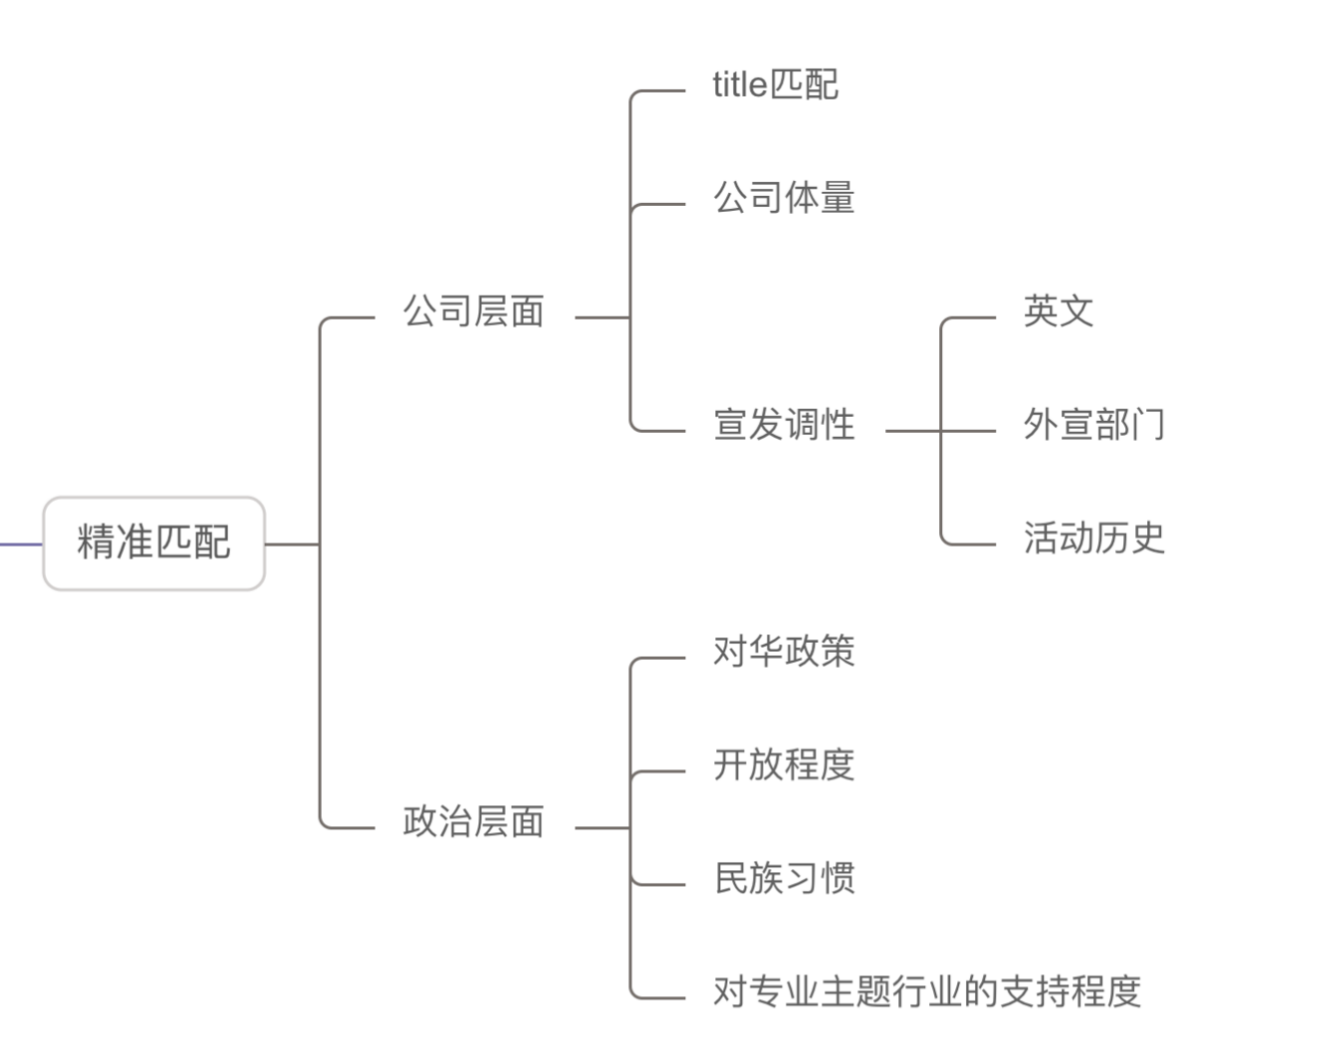 title匹配
公司体量
公司层面
英文
宣发调性
外宣部门
活动历史
精准匹配
对华政策
开放程度
政治层面
民族习惯
对专业主题行业的支持程度